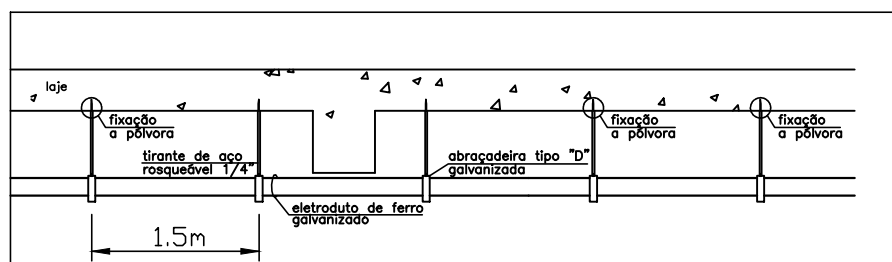 laje
fixação
a pólvora
fixação
a pólvora
fixação
a pólvora
tirante de aço
rosqueável 1/4"
abraçadeira tipo "D"
galvanizada
eletroduto de ferro
galvanizado
1.5m